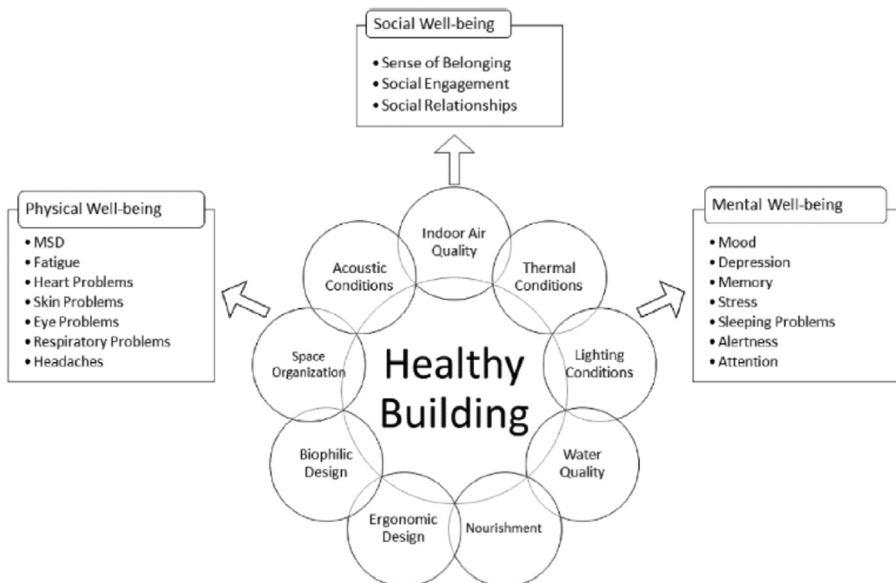 Social Well-being
• Sense of Belonging
• Social Engagement
• Social Relationships
Physical Well-being
• MSD
• Fatigue
• Heart Problems
• Skin Problems
• Eye Problems
• Respiratory Problems
• Headaches
Mental Well-being
• Mood
• Depression
• Memory
• Stress
• Sleeping Problems
• Alertness
• Attention
Indoor Air
Quality
Thermal
Conditions
Lighting
Conditions
Water
Quality
Nourishment
Ergonomic
Design
Biophilic
Design
Space
Organization
Acoustic
Conditions
Healthy
Building